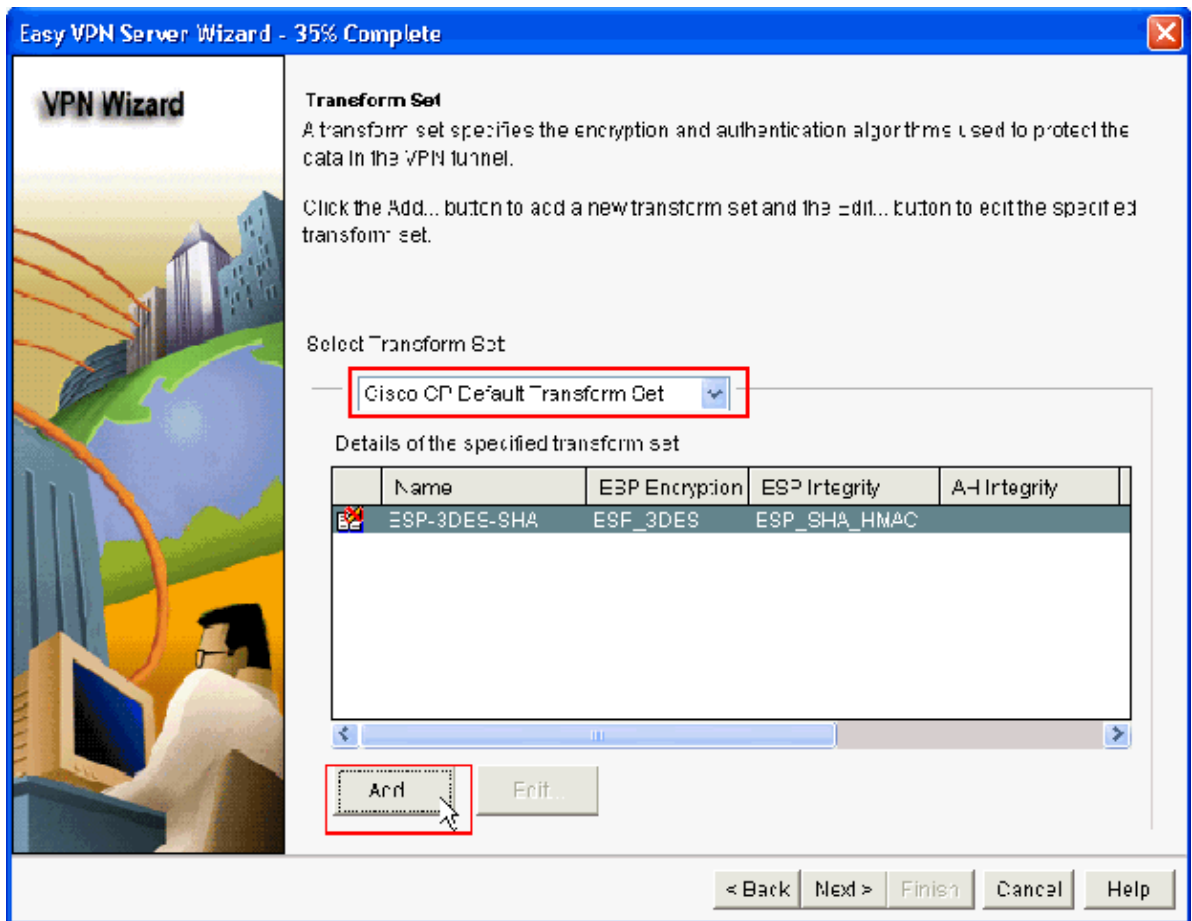 Easy VPN Server Wizard - 35% Complete
VPN Wizard
Transform Set
A transform set specifies the encryption and authentication algorithms used to protect the
data in the VPN tunnel.
Click the Add... button to add a new transform set and the Edit... button to edit the specified
transform set.
Select Transform Set
Cisco CP Default Transform Set
Details of the specified transform set
Name ESP Encryption ESP Integrity AH Integrity
ESP-3DES-SHA ESP_3DES ESP_SHA_HMAC
Add...
Edit...
< Back Next > Finish Cancel Help